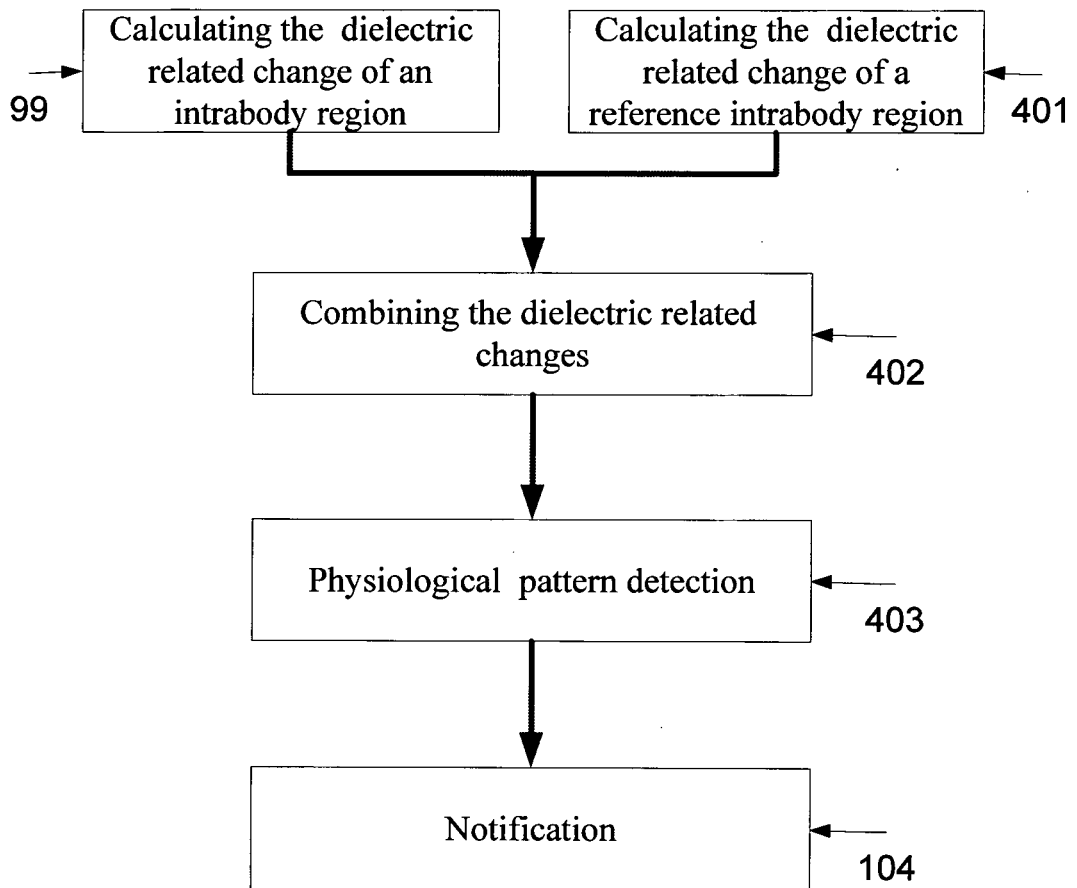 Calculating the dielectric
related change of an
intrabody region
99
Calculating the dielectric
related change of a
reference intrabody region
401
Combining the dielectric related
changes
402
Physiological pattern detection
403
Notification
104